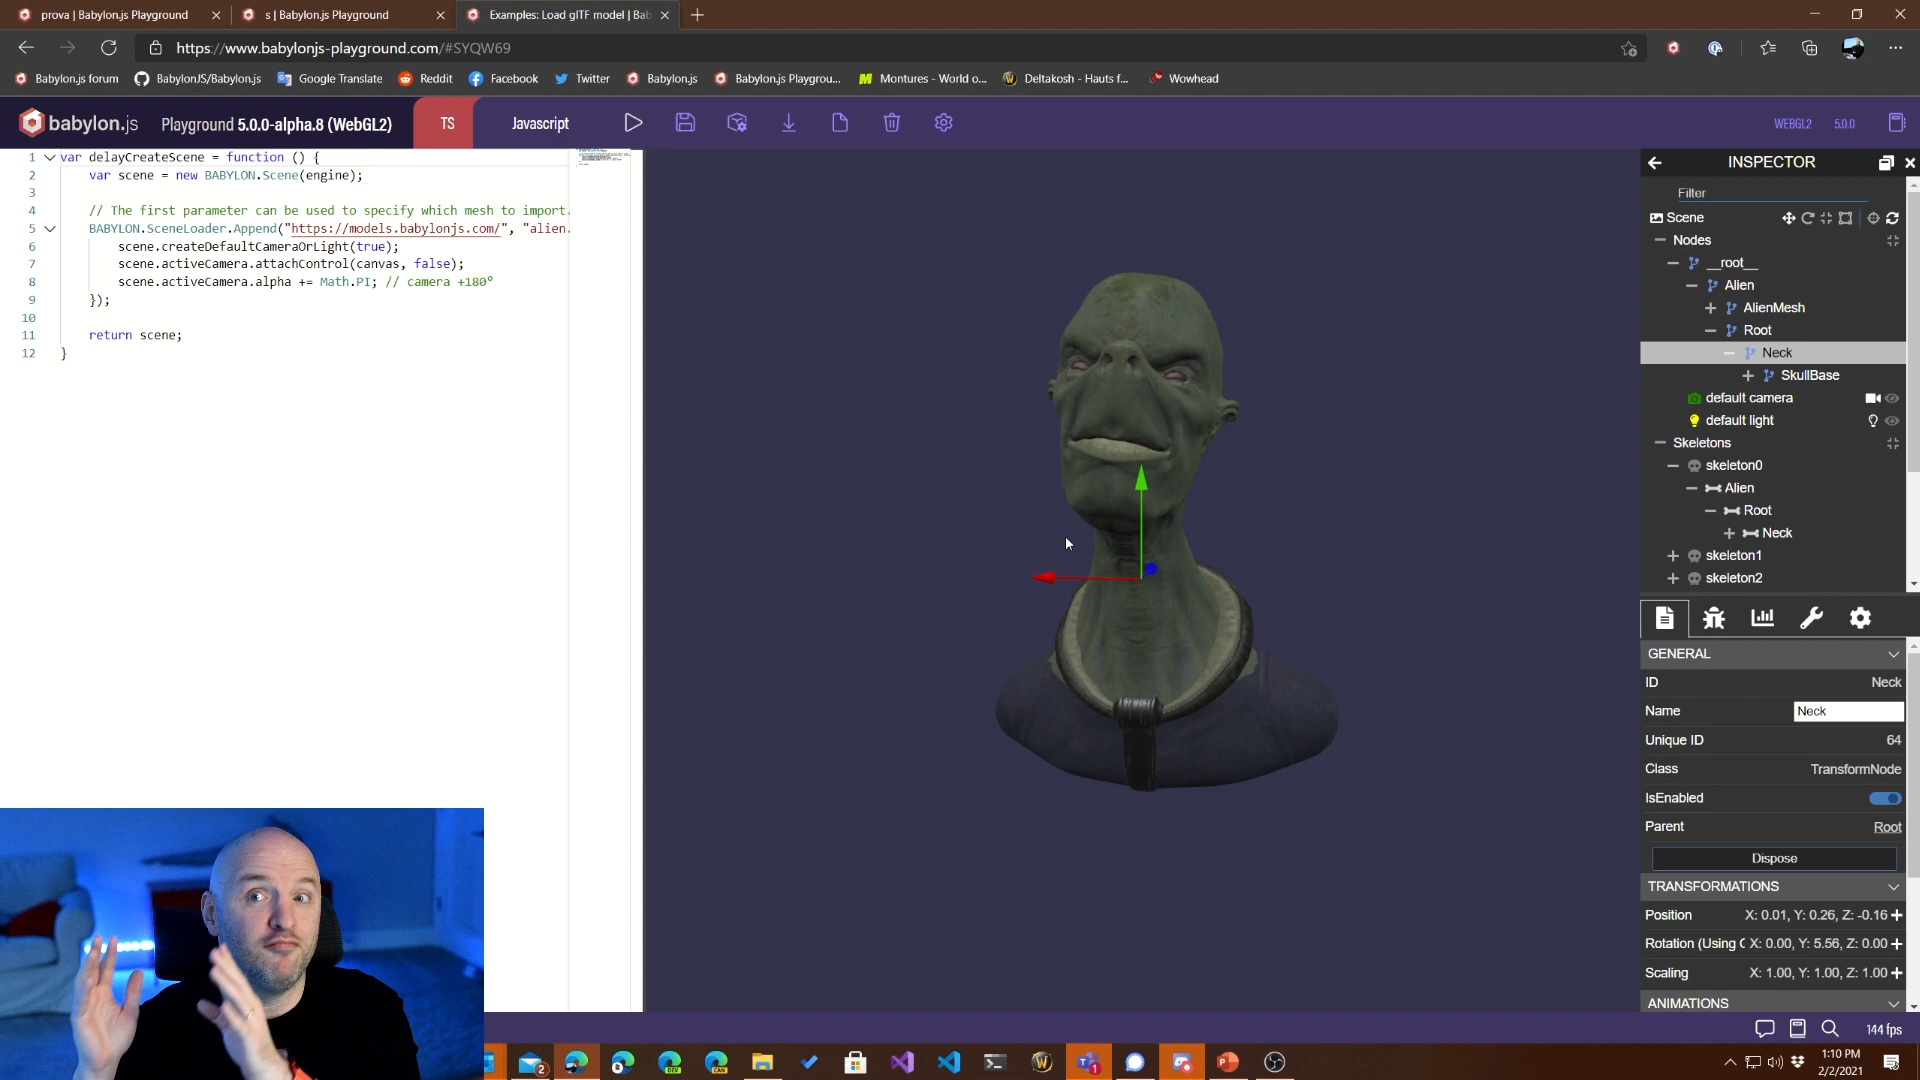 prova | Babylon.js Playground
s | Babylon.js Playground
Examples: Load glTF model | Bab
https://www.babylonjs-playground.com/#SYQW69
Babylon.js forum
BabylonJS/Babylon.js
Google Translate
Reddit
Facebook
Twitter
Babylon.js
Babylon.js Playgrou...
Montures - World o...
Deltakosh - Hauts f...
Wowhead
babylon.js
Playground 5.0.0-alpha.8 (WebGL2)
TS
Javascript
WEBGL2
5.0.0
1 var delayCreateScene = function () {
2 var scene = new BABYLON.Scene(engine);
3
4 // The first parameter can be used to specify which mesh to import.
5 BABYLON.SceneLoader.Append("https://models.babylonjs.com/", "alien.
6 scene.createDefaultCameraOrLight(true);
7 scene.activeCamera.attachControl(canvas, false);
8 scene.activeCamera.alpha += Math.PI; // camera +180°
9 });
10
11 return scene;
12 }
INSPECTOR
Filter
Scene
Nodes
__root__
Alien
AlienMesh
Root
Neck
SkullBase
default camera
default light
Skeletons
skeleton0
Alien
Root
Neck
skeleton1
skeleton2
GENERAL
ID Neck
Name Neck
Unique ID 64
Class TransformNode
IsEnabled
Parent Root
Dispose
TRANSFORMATIONS
Position X: 0.01, Y: 0.26, Z: -0.16
Rotation (Using Q X: 0.00, Y: 5.56, Z: 0.00
Scaling X: 1.00, Y: 1.00, Z: 1.00
ANIMATIONS
144 fps
2
DEV
CAN
1
1:10 PM
2/2/2021